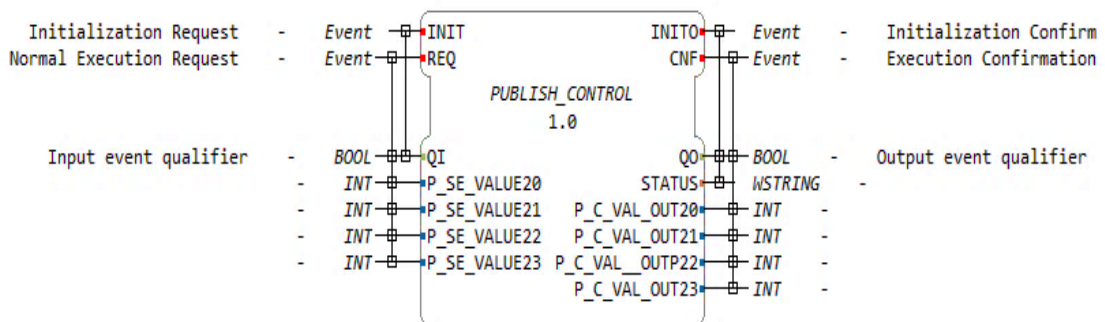 Initialization Request - Event INIT INITO Event - Initialization Confirm
Normal Execution Request - Event REQ CNF Event - Execution Confirmation
PUBLISH_CONTROL
1.0
Input event qualifier - BOOL QI QO BOOL - Output event qualifier
- INT P_SE_VALUE20 STATUS WSTRING -
- INT P_SE_VALUE21 P_C_VAL_OUT20 INT -
- INT P_SE_VALUE22 P_C_VAL_OUT21 INT -
- INT P_SE_VALUE23 P_C_VAL__OUTP22 INT -
P_C_VAL_OUT23 INT -